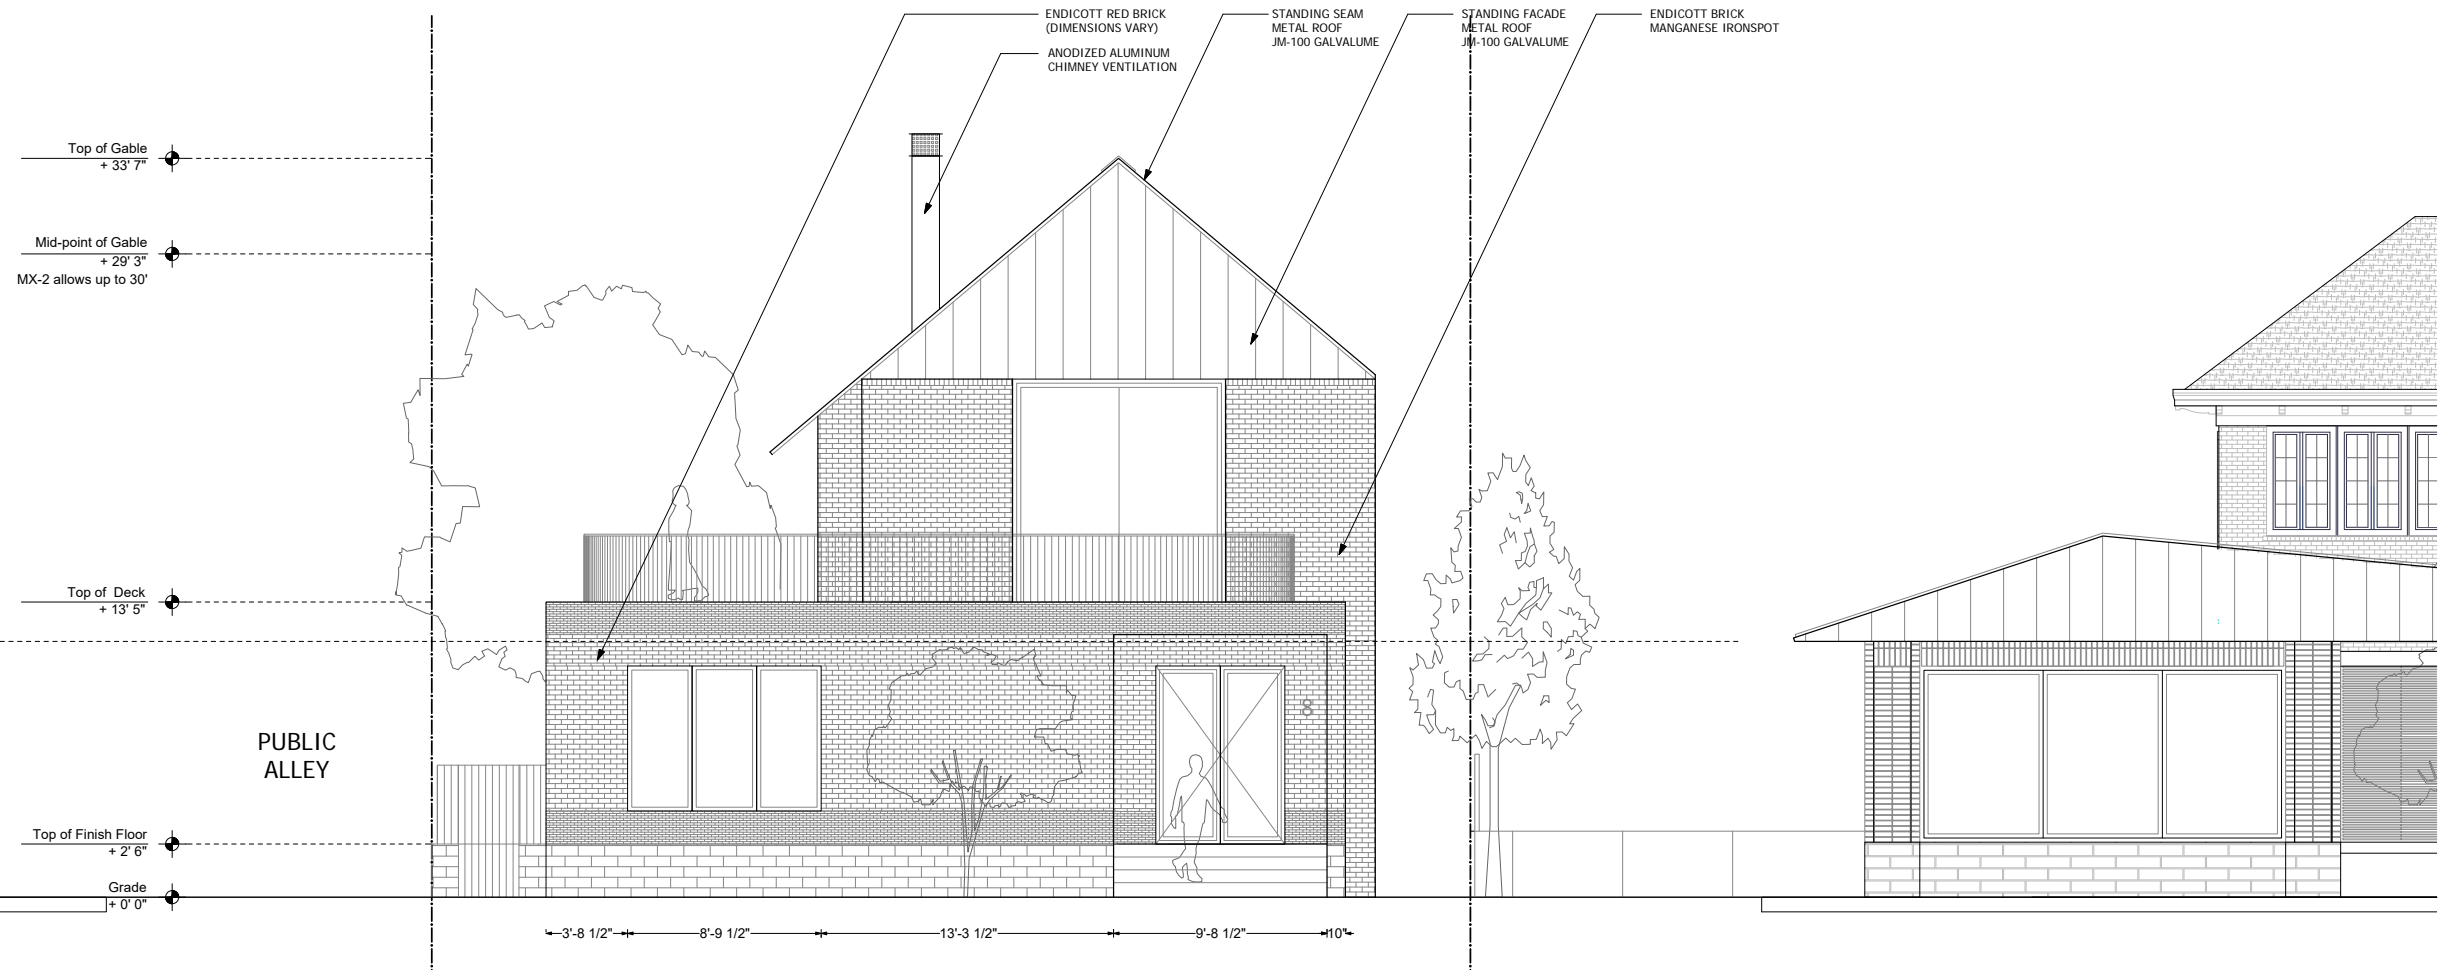 ENDICOTT RED BRICK
(DIMENSIONS VARY)
ANODIZED ALUMINUM
CHIMNEY VENTILATION
STANDING SEAM
METAL ROOF
JM-100 GALVALUME
STANDING FACADE
METAL ROOF
JM-100 GALVALUME
ENDICOTT BRICK
MANGANESE IRONSPOT
Top of Gable
+ 33' 7"
Mid-point of Gable
+ 29' 3"
MX-2 allows up to 30'
Top of Deck
+ 13' 5"
PUBLIC
ALLEY
8
Top of Finish Floor
+ 2' 6"
Grade
+ 0' 0"
3'-8 1/2"
8'-9 1/2"
13'-3 1/2"
9'-8 1/2"
10"